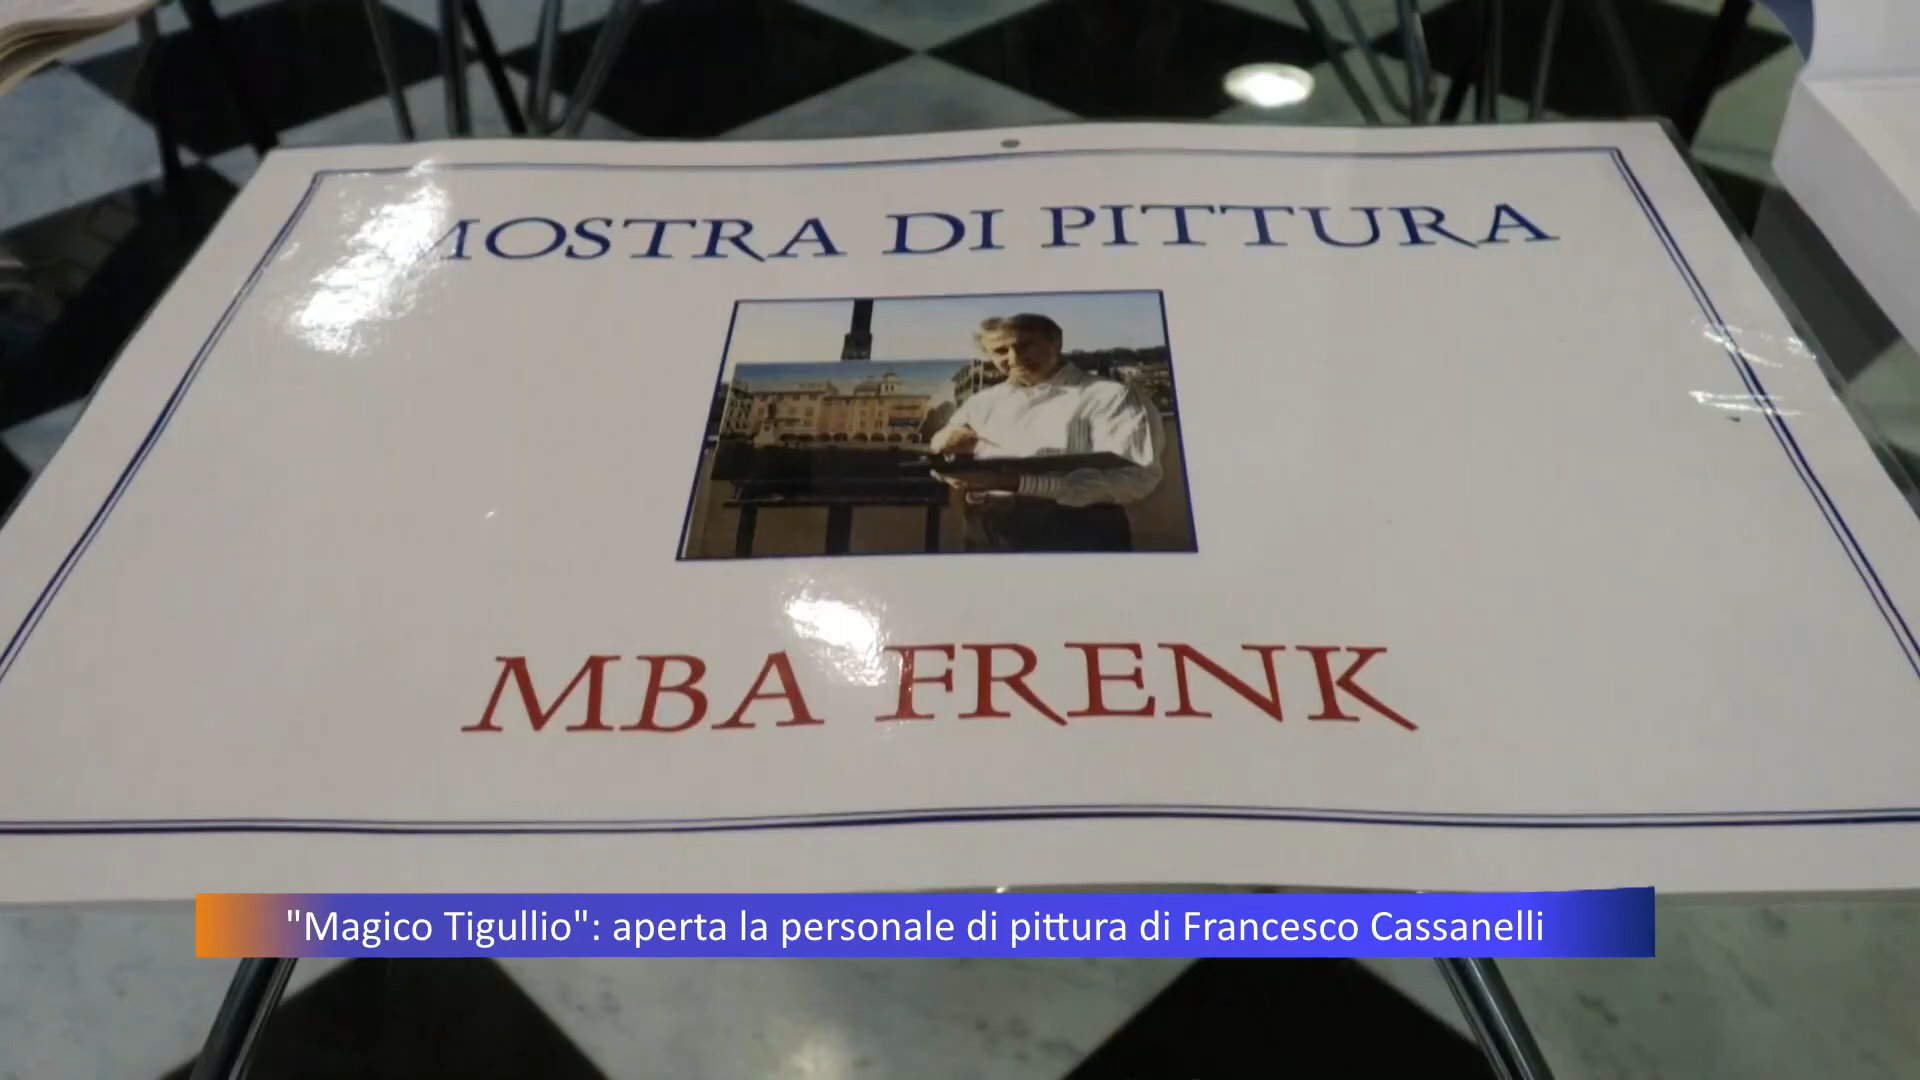 MOSTRA DI PITTURA
MBA FRENK
"Magico Tigullio": aperta la personale di pittura di Francesco Cassanelli